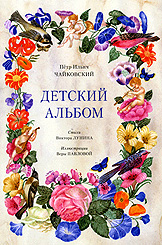 Пётр Ильич
ЧАЙКОВСКИЙ
ДЕТСКИЙ
АЛЬБОМ
Стихи
Виктора ЛУНИНА
Иллюстрации
Веры ПАВЛОВОЙ